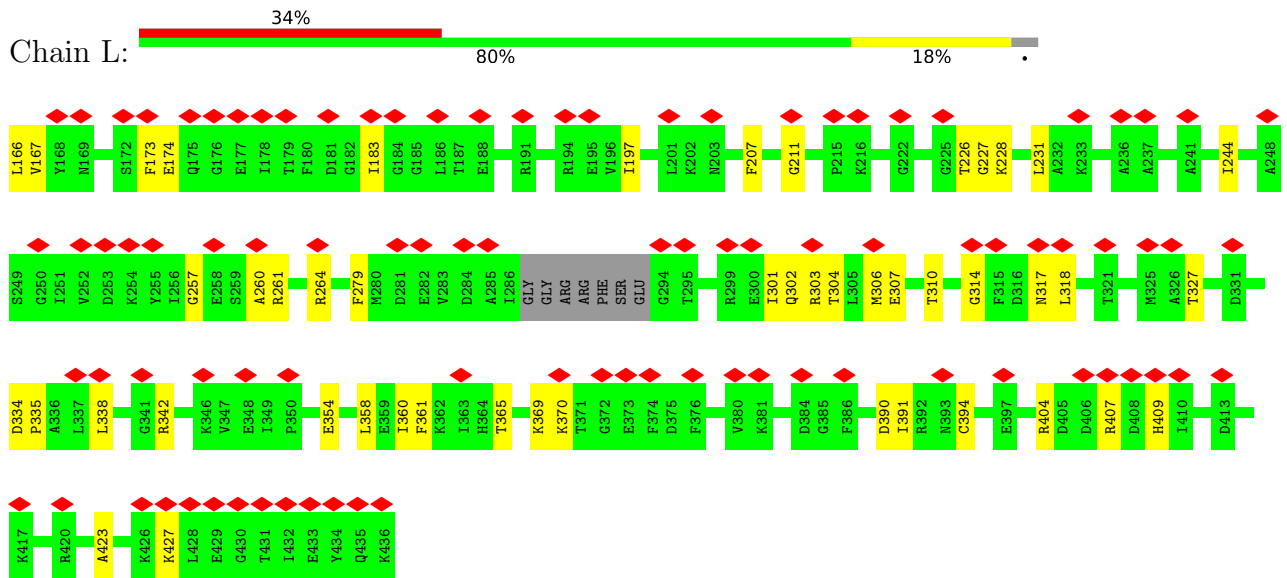 34%
Chain L:
80% 18% •
L166 V167 Y168 N169 S172 F173 E174 Q175 G176 E177 I178 T179 F180 D181 G182 I183 G184 G185 L186 T187 E188 R191 R194 E195 V196 I197 L201 K202 N203 F207 G211 P215 K216 G222 G225 T226 G227 K228 L231 A232 K233 A236 A237 A241 I244 A248
S249 G250 I251 V252 D253 K254 Y255 I256 G257 E258 S259 A260 R261 R264 F279 M280 D281 E282 V283 D284 A285 I286 GLY GLY ARG ARG PHE SER GLU G294 T295 R299 E300 I301 Q302 R303 T304 L305 M306 E307 T310 G314 F315 D316 N317 L318 T321 M325 A326 T327 D331
D334 P335 A336 L337 L338 G341 R342 K346 V347 E348 I349 P350 E354 L358 E359 I360 F361 K362 I363 H364 T365 K369 K370 T371 G372 E373 F374 D375 F376 V380 K381 D384 G385 F386 D390 I391 R392 N393 C394 E397 R404 D405 D406 R407 D408 H409 I410 D413
K417 R420 A423 K426 K427 L428 E429 G430 T431 I432 E433 Y434 Q435 K436